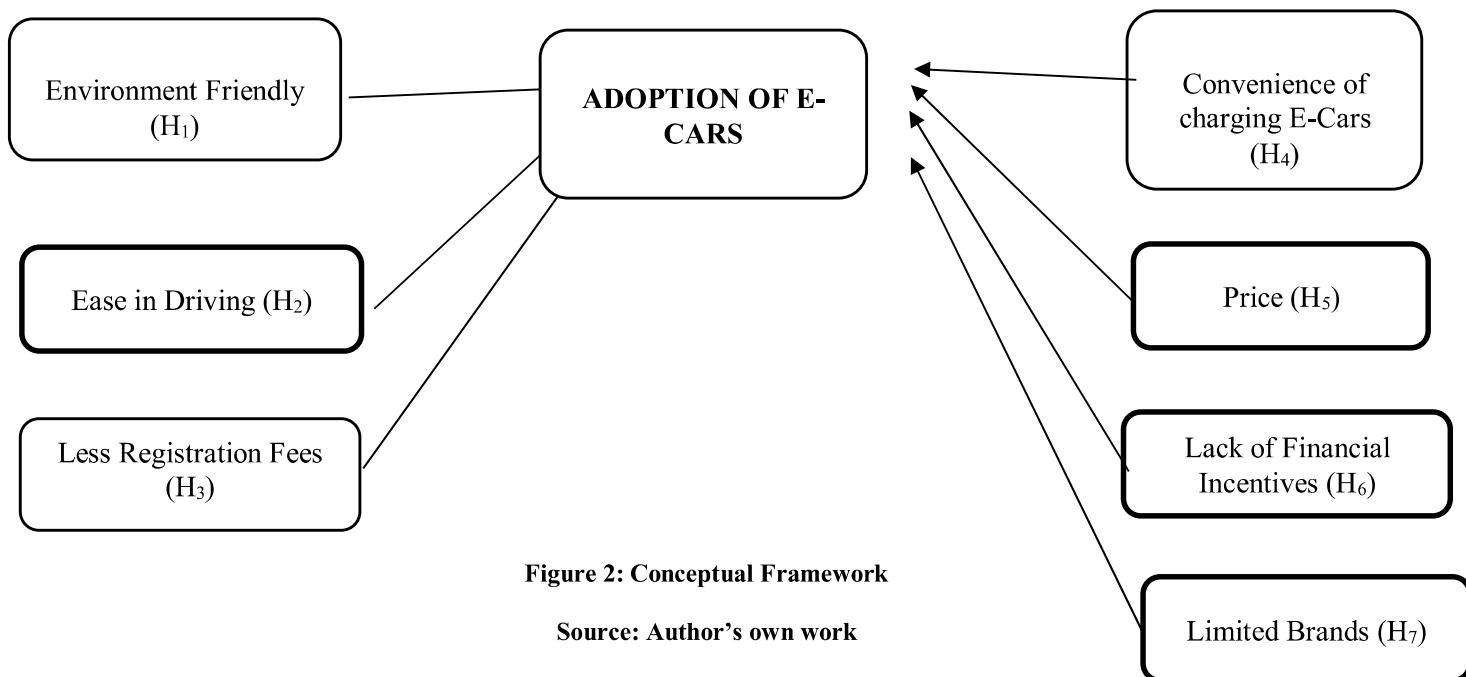 Environment Friendly
(H₁)
Ease in Driving (H₂)
Less Registration Fees
(H₃)
ADOPTION OF E-
CARS
Convenience of
charging E-Cars
(H₄)
Price (H₅)
Lack of Financial
Incentives (H₆)
Limited Brands (H₇)
Figure 2: Conceptual Framework
Source: Author’s own work